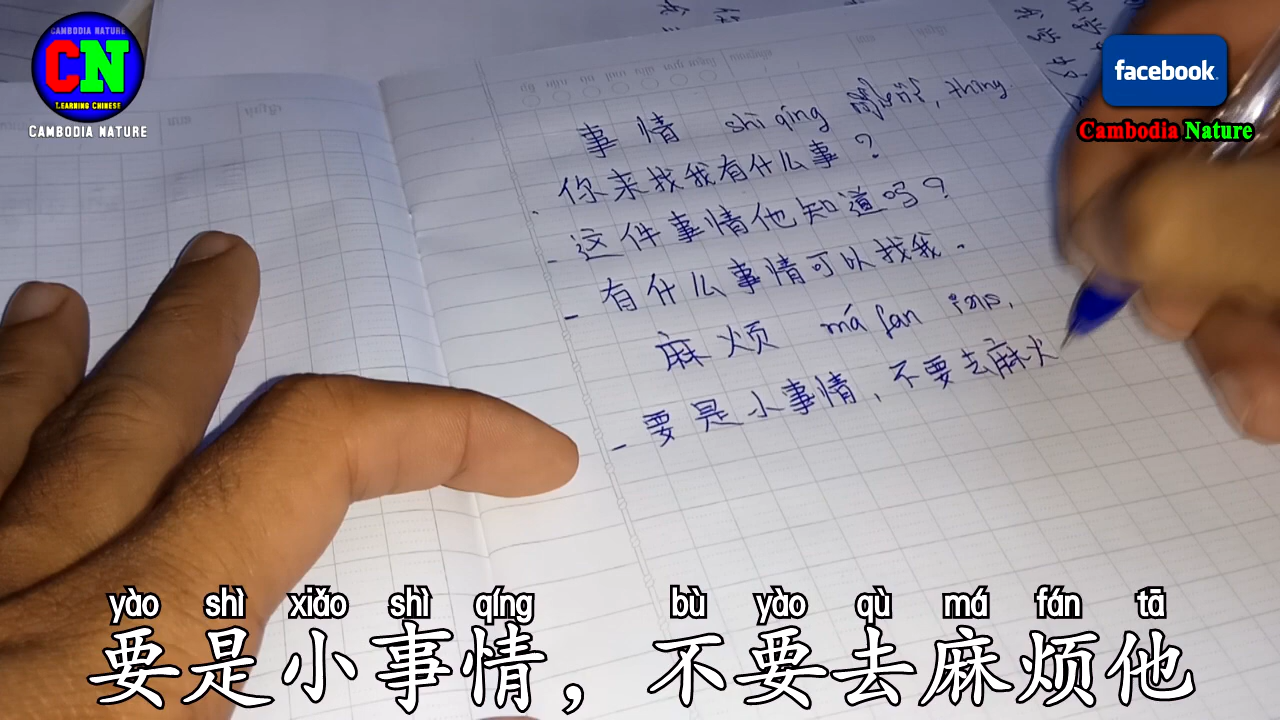 CAMBODIA NATURE
CN
LEARNING CHINESE
CAMBODIA NATURE
facebook
Cambodia Nature
事情 shì qíng , thing.
. 你来找我有什么事?
- 这件事情他知道吗?
- 有什么事情可以找我.
麻烦 má fan
- 要是小事情, 不要去麻火
yào shì xiǎo shì qíng bù yào qù má fán tā
要是小事情，不要去麻烦他